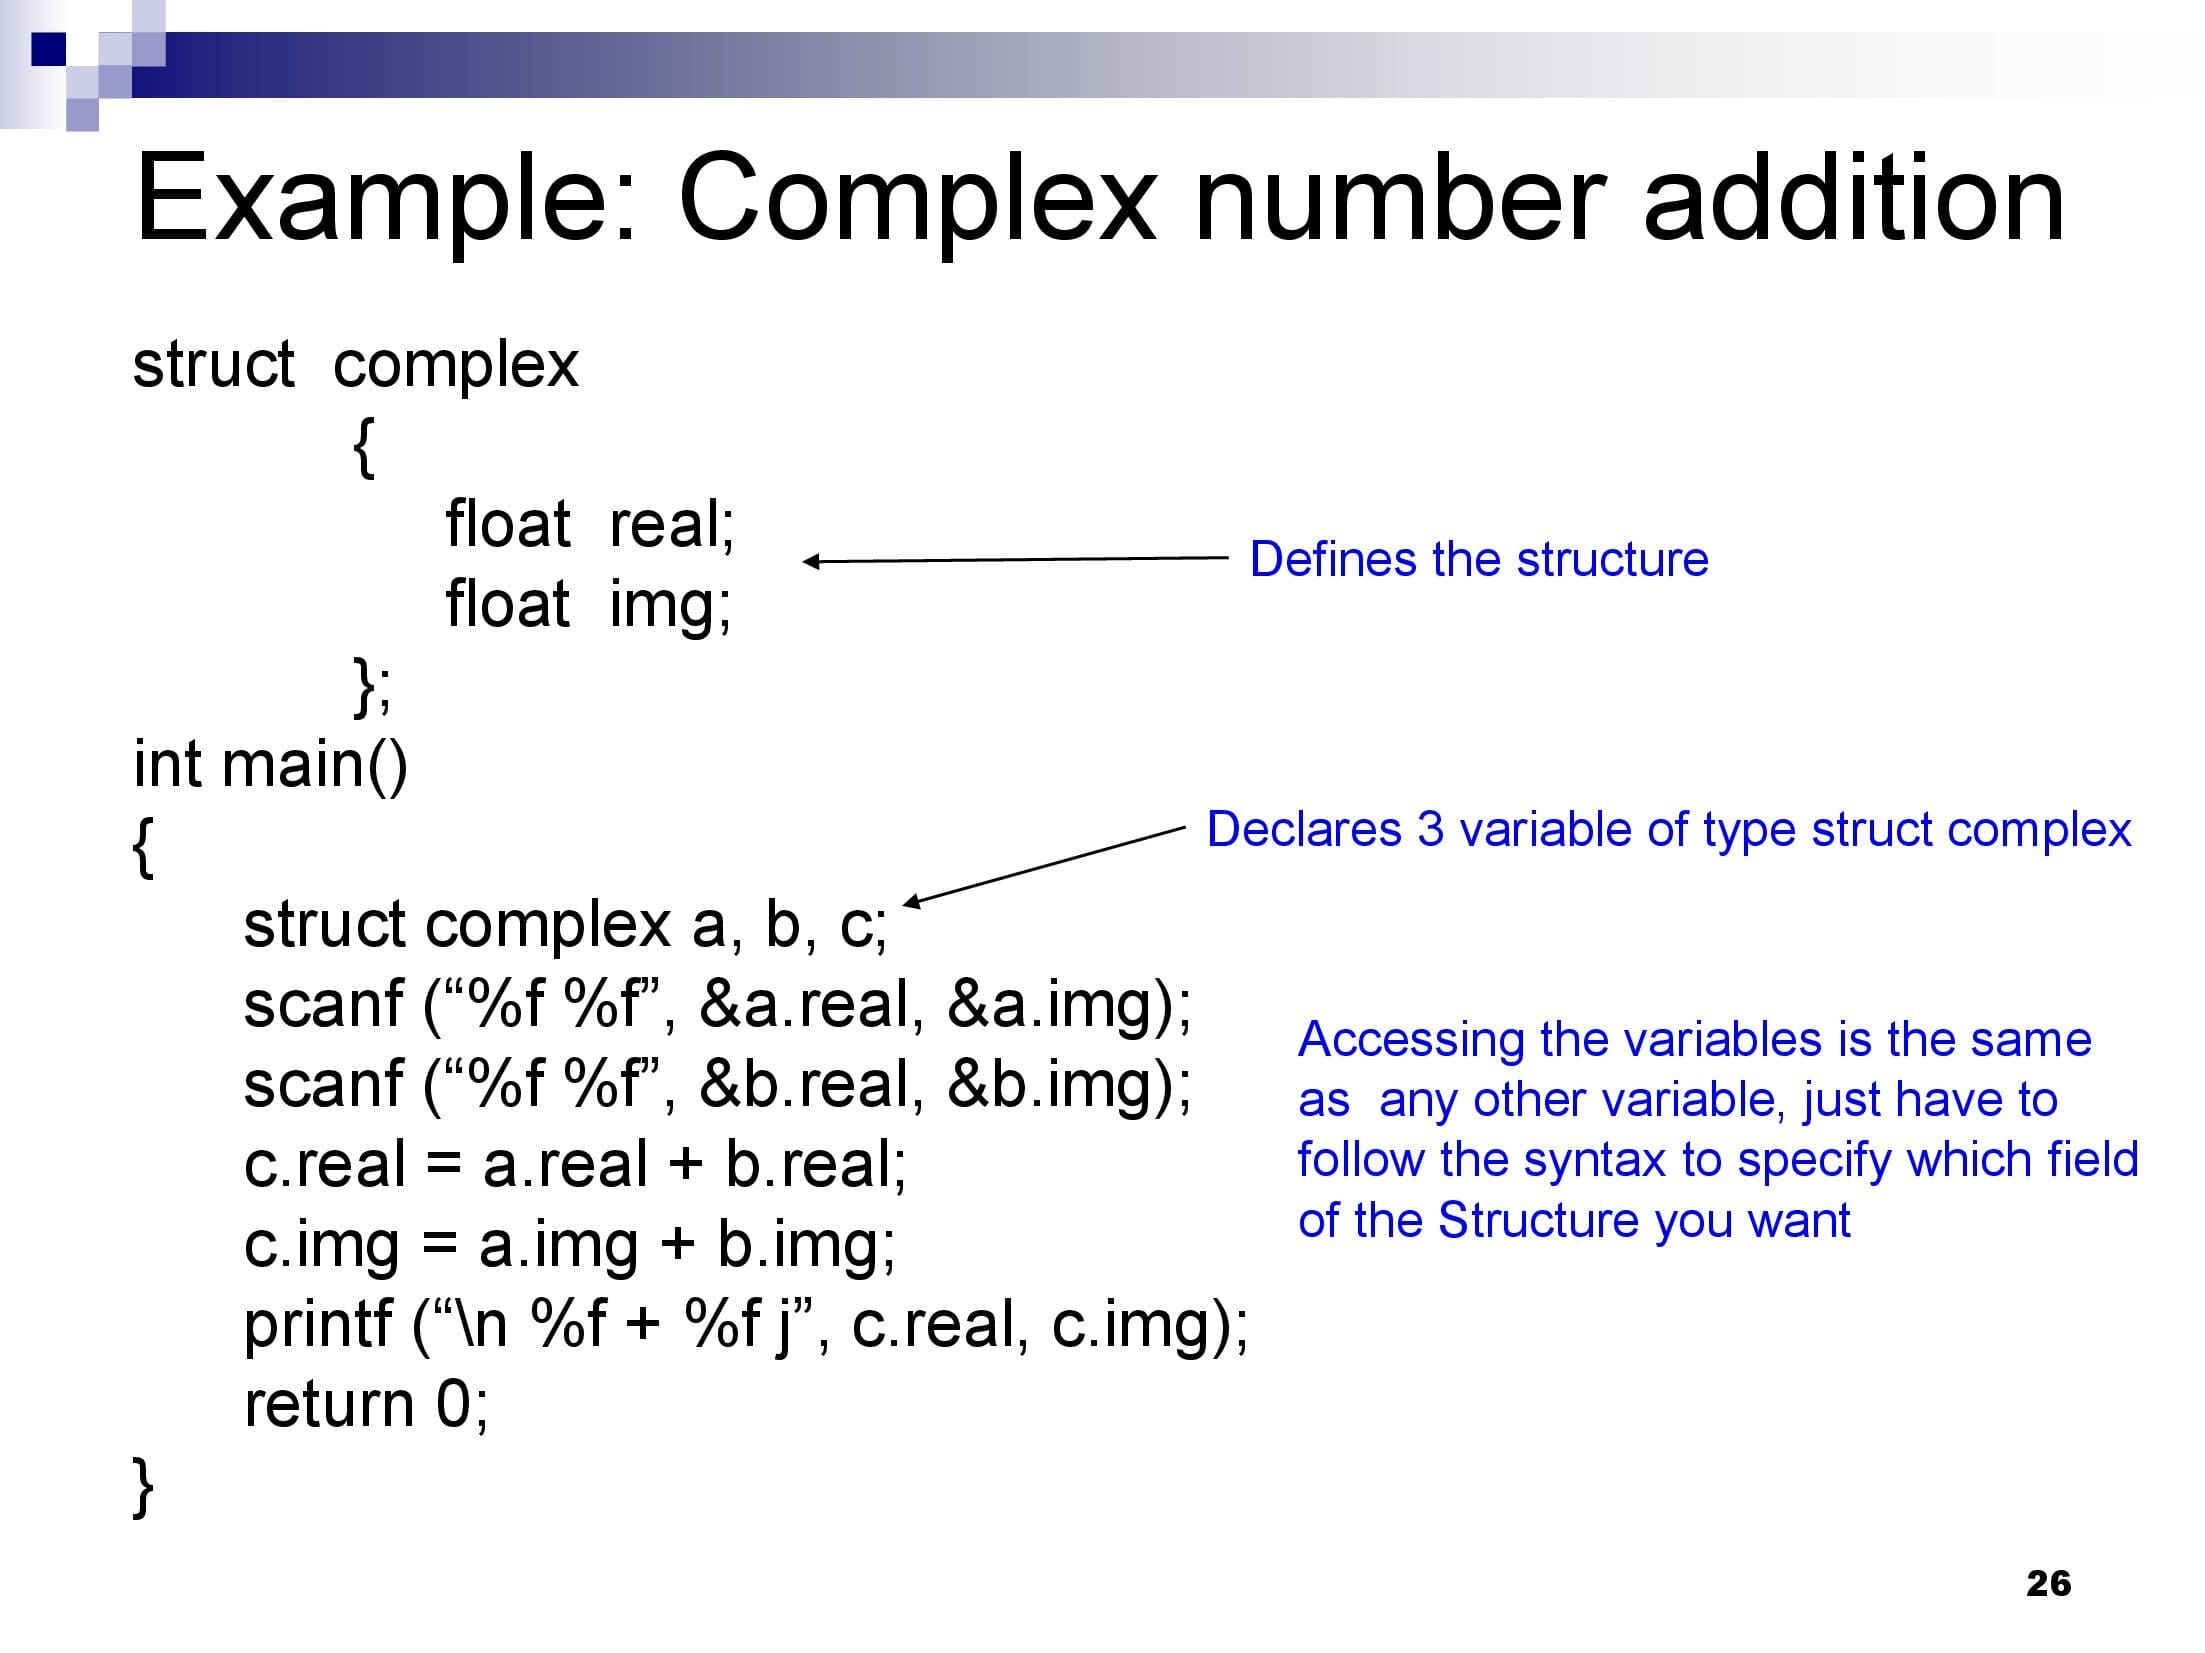 Example: Complex number addition
struct  complex
{
float  real;
float  img;
};
Defines the structure
int main()
{
struct complex a, b, c;
Declares 3 variable of type struct complex
scanf (“%f %f”, &a.real, &a.img);
scanf (“%f %f”, &b.real, &b.img);
c.real = a.real + b.real;
c.img = a.img + b.img;
printf (“\n %f + %f j”, c.real, c.img);
return 0;
}
Accessing the variables is the same
as  any other variable, just have to
follow the syntax to specify which field
of the Structure you want
26